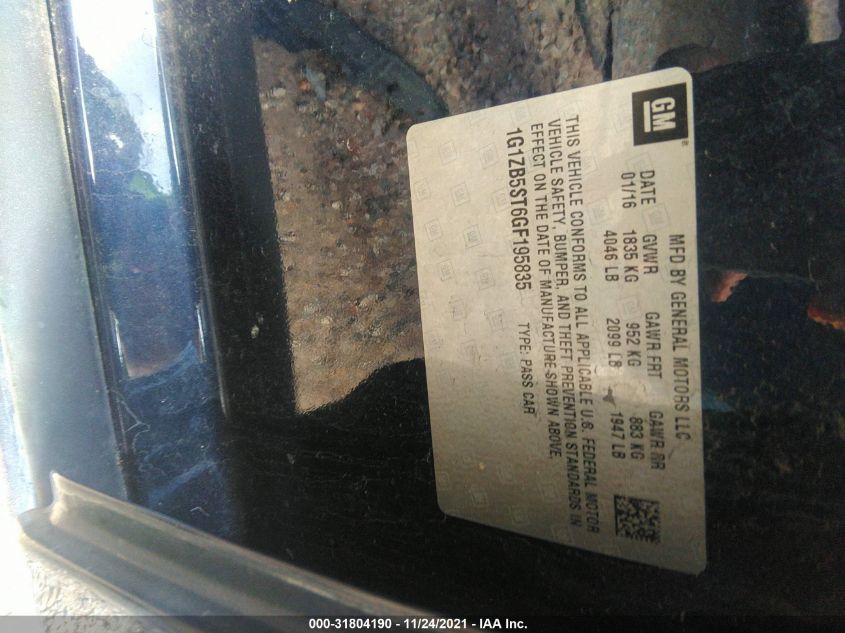 GM ®
MFD BY GENERAL MOTORS LLC
DATE GVWR GAWR FRT GAWR RR
01/16 1835 KG 952 KG 883 KG
4046 LB 2099 LB 1947 LB
THIS VEHICLE CONFORMS TO ALL APPLICABLE U.S. FEDERAL MOTOR
VEHICLE SAFETY, BUMPER, AND THEFT PREVENTION STANDARDS IN
EFFECT ON THE DATE OF MANUFACTURE SHOWN ABOVE.
1G1ZB5ST6GF195835 TYPE: PASS CAR
000-31804190 - 11/24/2021 - IAA Inc.